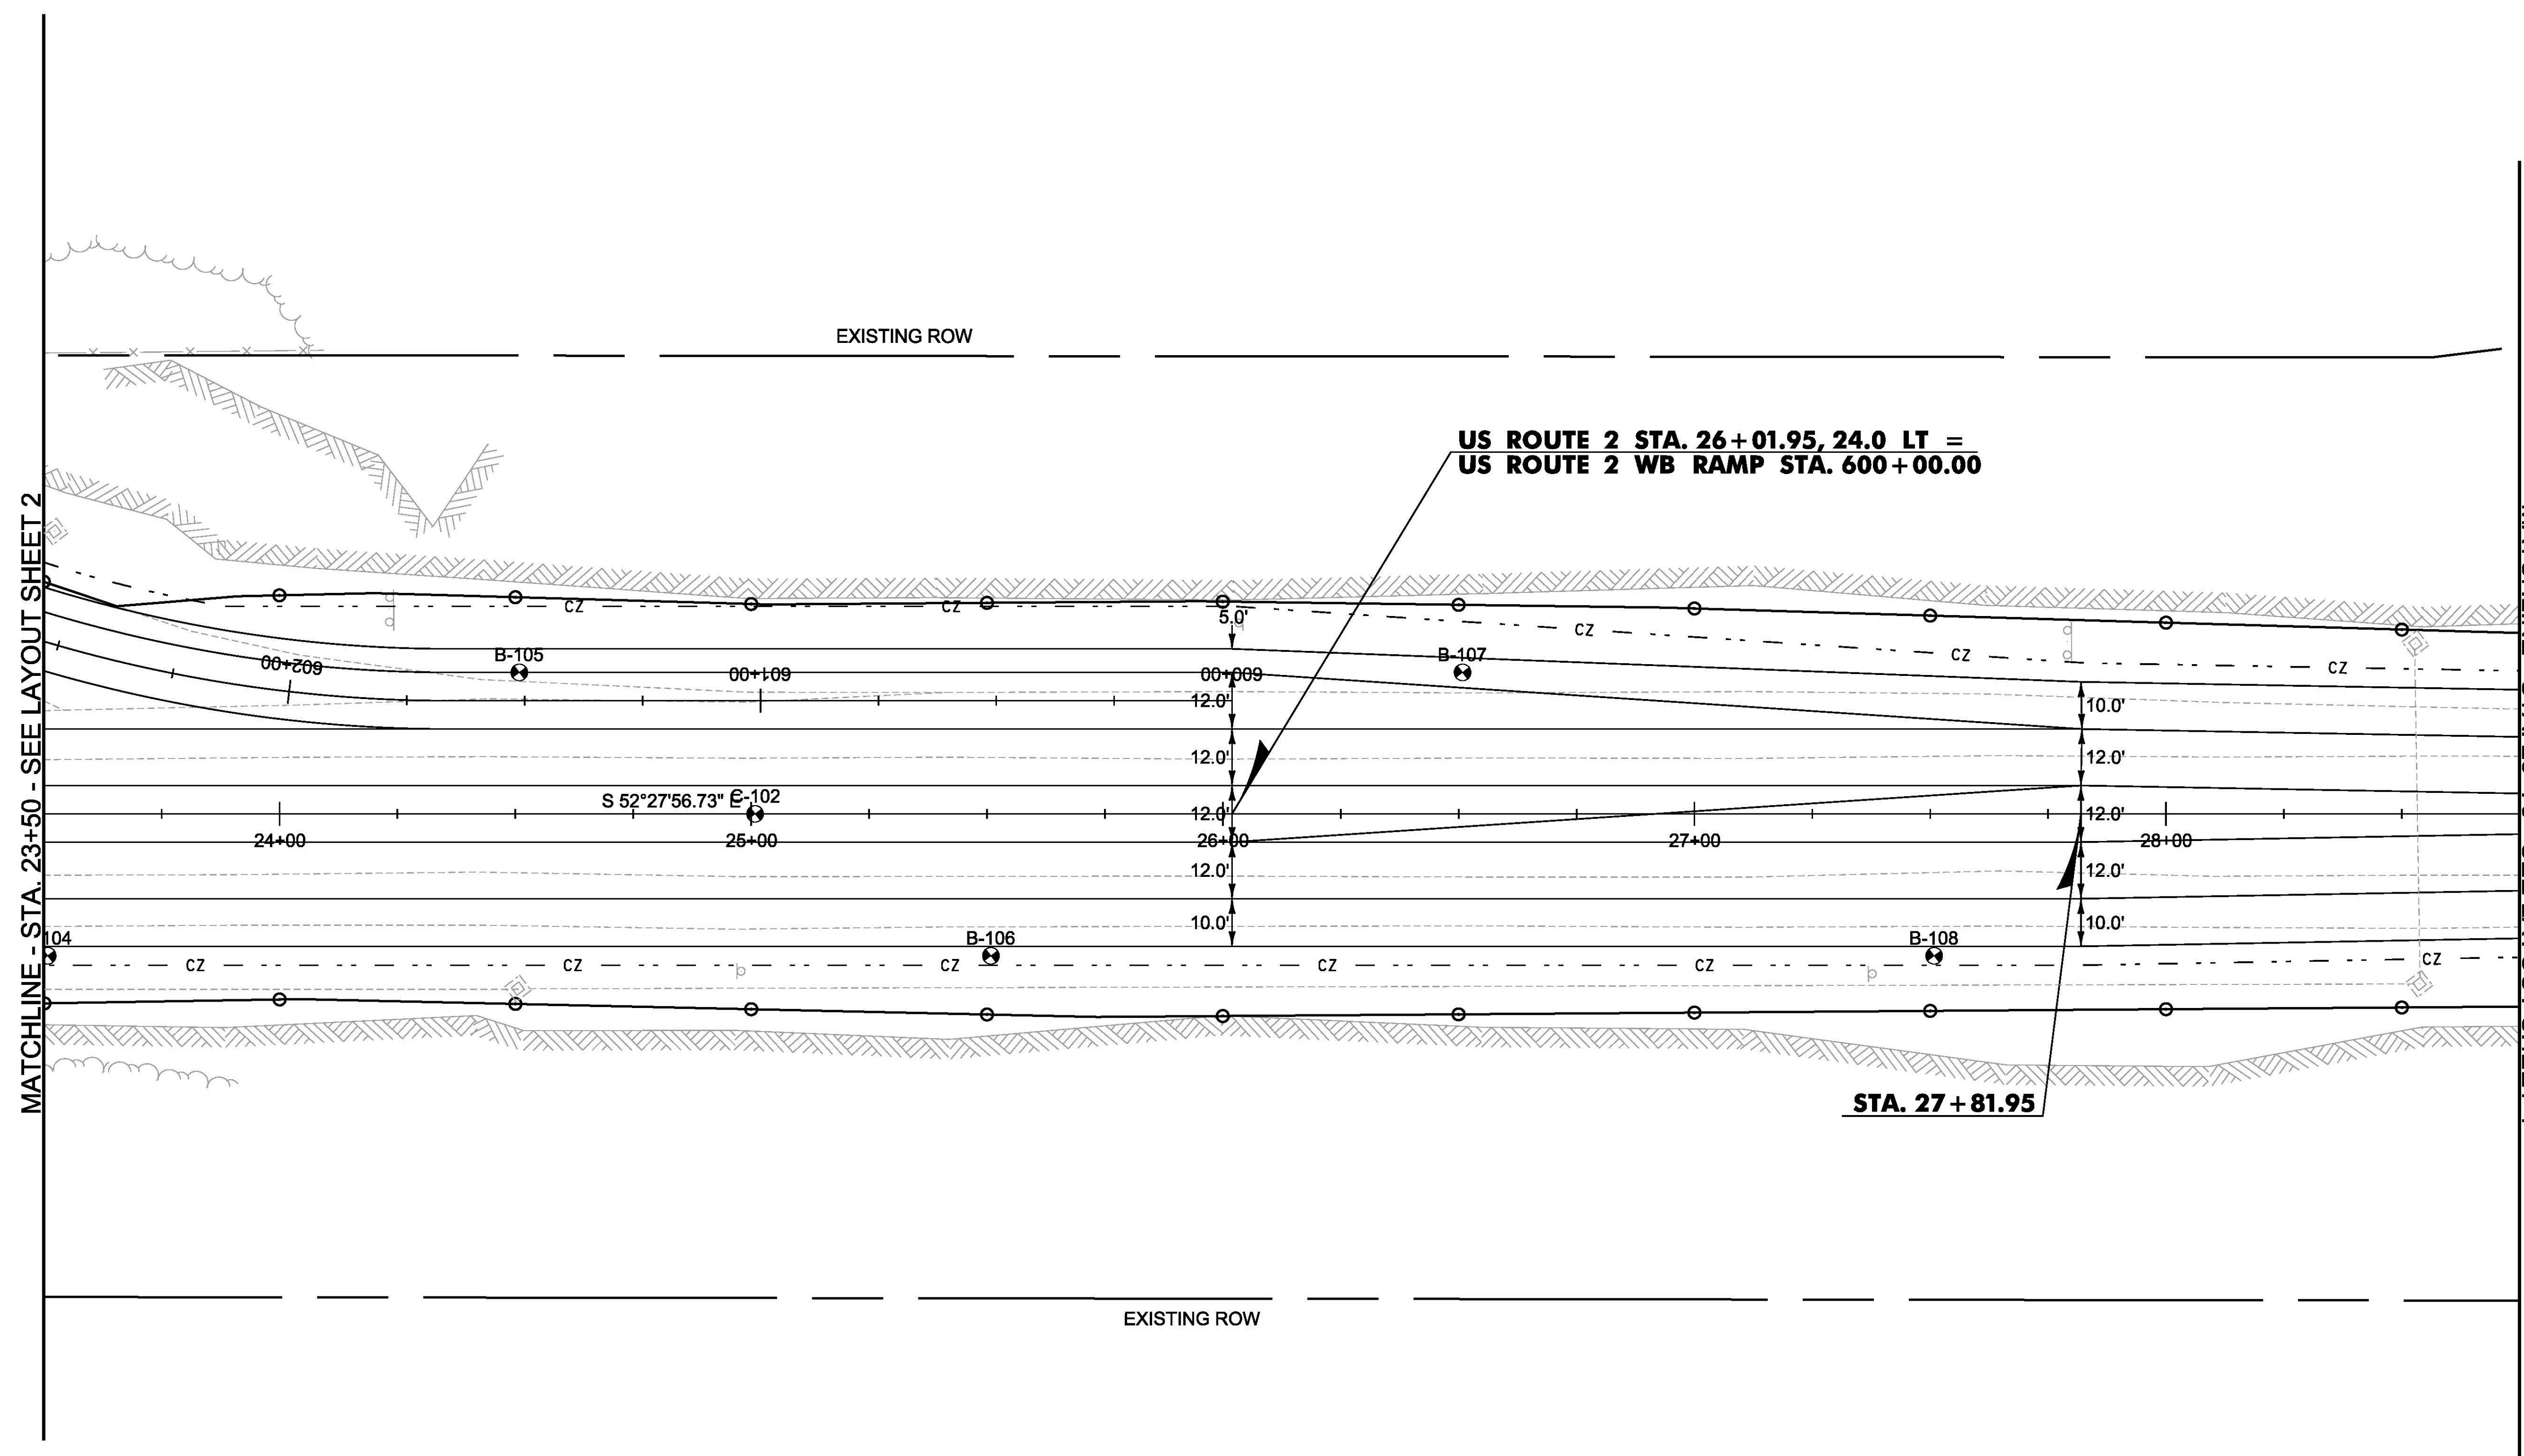 EXISTING ROW
US ROUTE 2 STA. 26+01.95, 24.0 LT =
US ROUTE 2 WB RAMP STA. 600+00.00
MATCHLINE - STA. 23+50 - SEE LAYOUT SHEET 2
CZ
CZ
5.0'
CZ
CZ
CZ
602+00
B-105
601+00
600+00
B-107
12.0'
10.0'
12.0'
12.0'
S 52°27'56.73" E
C-102
12.0'
12.0'
24+00
25+00
26+00
27+00
28+00
12.0'
12.0'
10.0'
10.0'
104
B-106
B-108
CZ
CZ
CZ
CZ
CZ
CZ
STA. 27+81.95
EXISTING ROW